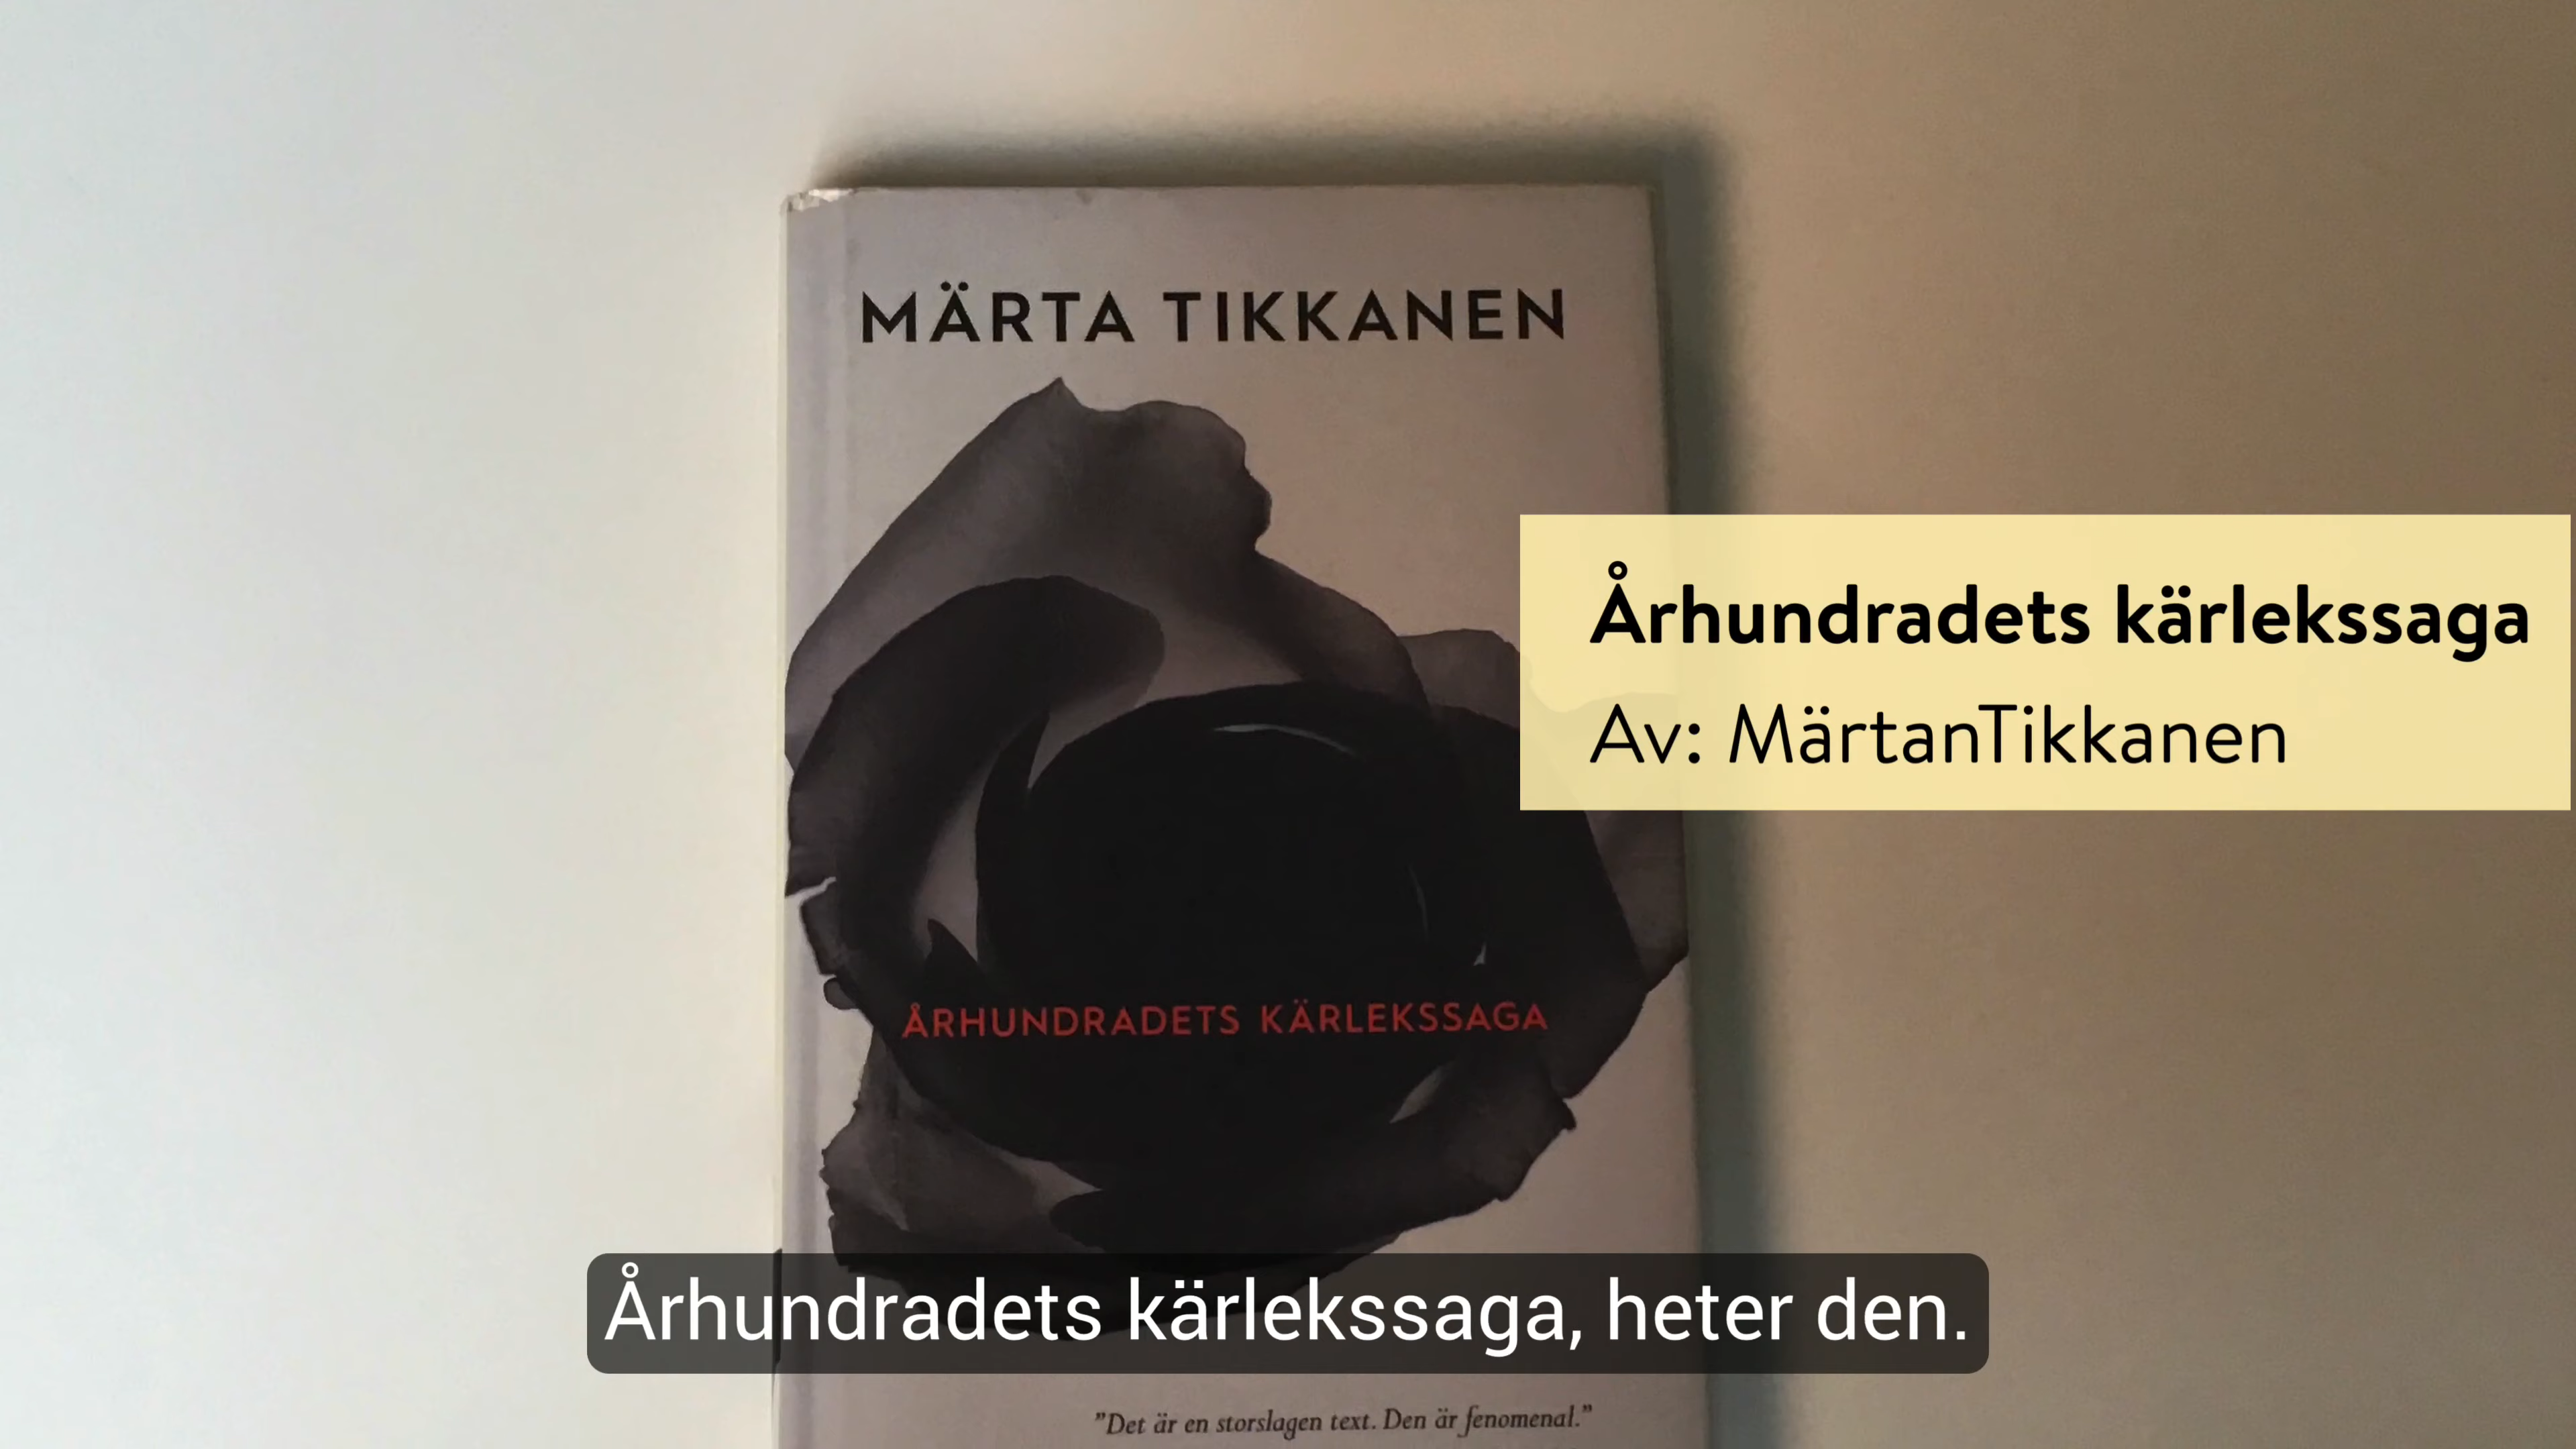 MÄRTA TIKKANEN
Århundradets kärlekssaga
Av: MärtanTikkanen
ÅRHUNDRADETS KÄRLEKSSAGA
Århundradets kärlekssaga, heter den.
”Det är en storslagen text. Den är fenomenal.”